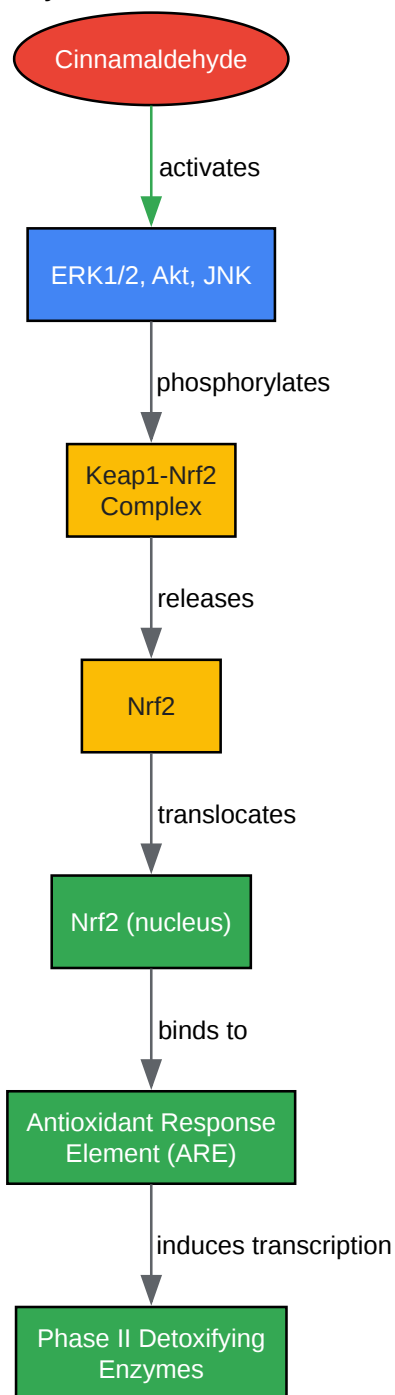 Cinnamaldehyde
activates
ERK1/2, Akt, JNK
phosphorylates
Keap1-Nrf2
Complex
releases
Nrf2
translocates
Nrf2 (nucleus)
binds to
Antioxidant Response
Element (ARE)
induces transcription
Phase II Detoxifying
Enzymes